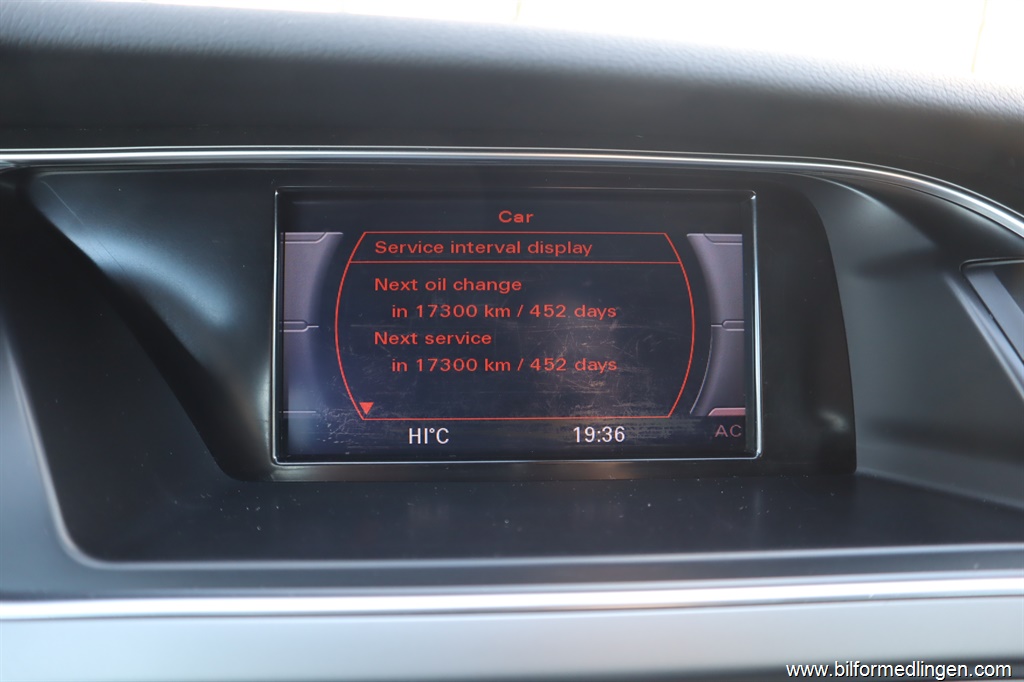 Car
Service interval display
Next oil change
in 17300 km / 452 days
Next service
in 17300 km / 452 days
HI°C 19:36 AC
www.bilformedlingen.com